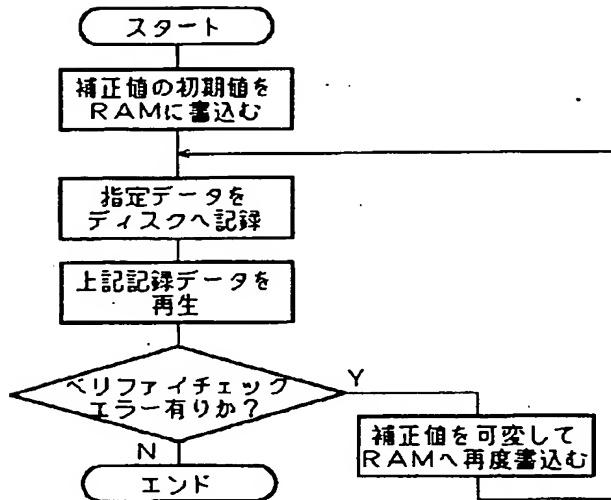 スタート
補正値の初期値を
RAMに書込む
指定データを
ディスクへ記録
上記記録データを
再生
ベリファイチェック
エラー有りか?
Y
N
補正値を可変して
RAMへ再度書込む
エンド